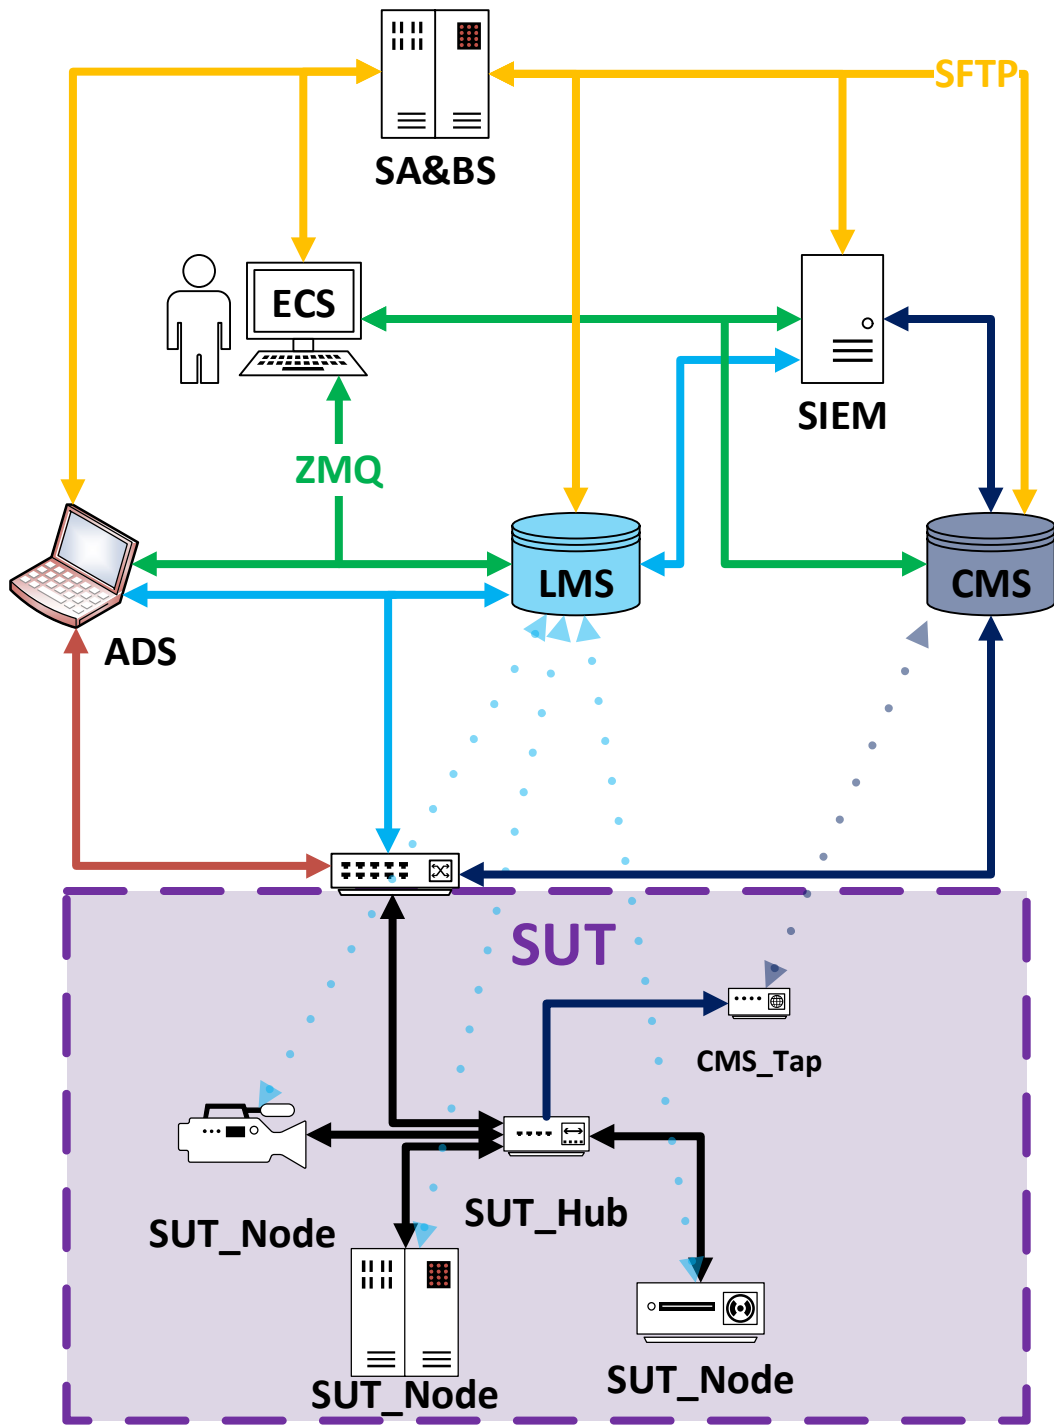 SFTP
SA&BS
ECS
SIEM
ZMQ
LMS
CMS
ADS
SUT
CMS_Tap
SUT_Hub
SUT_Node
SUT_Node
SUT_Node